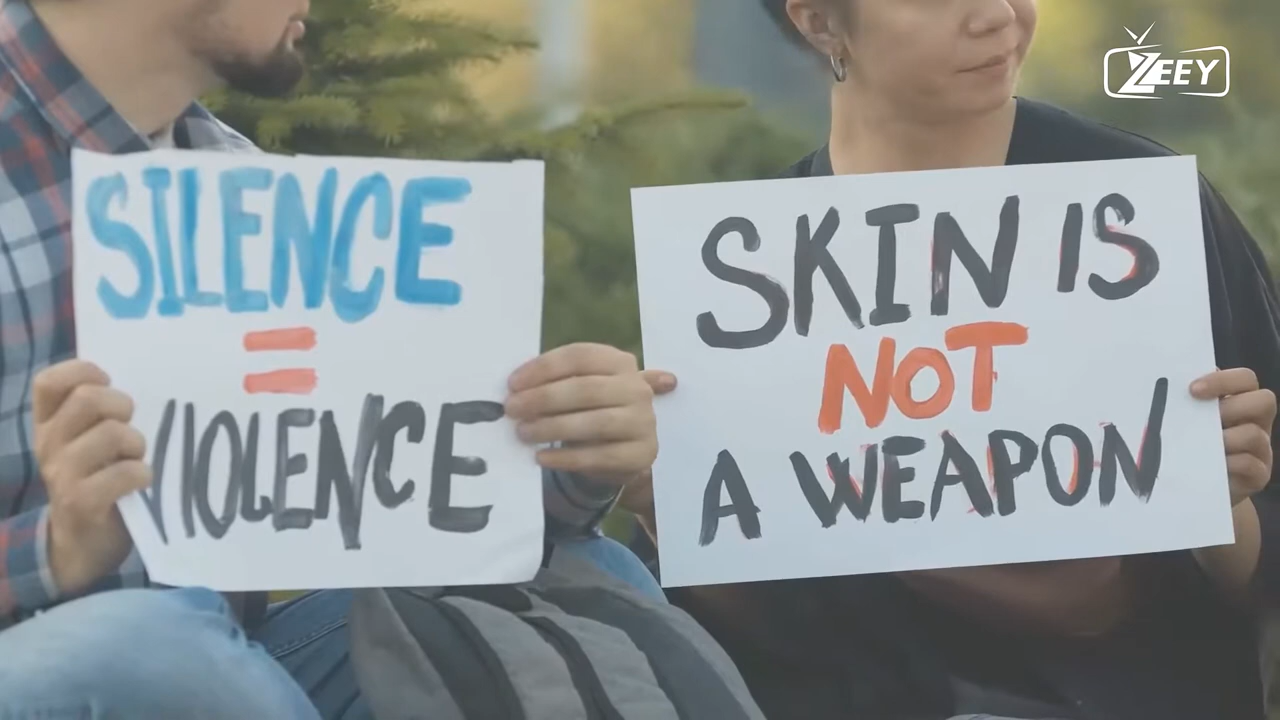 SILENCE
=
VIOLENCE
SKIN IS
NOT
A WEAPON
ZEEY